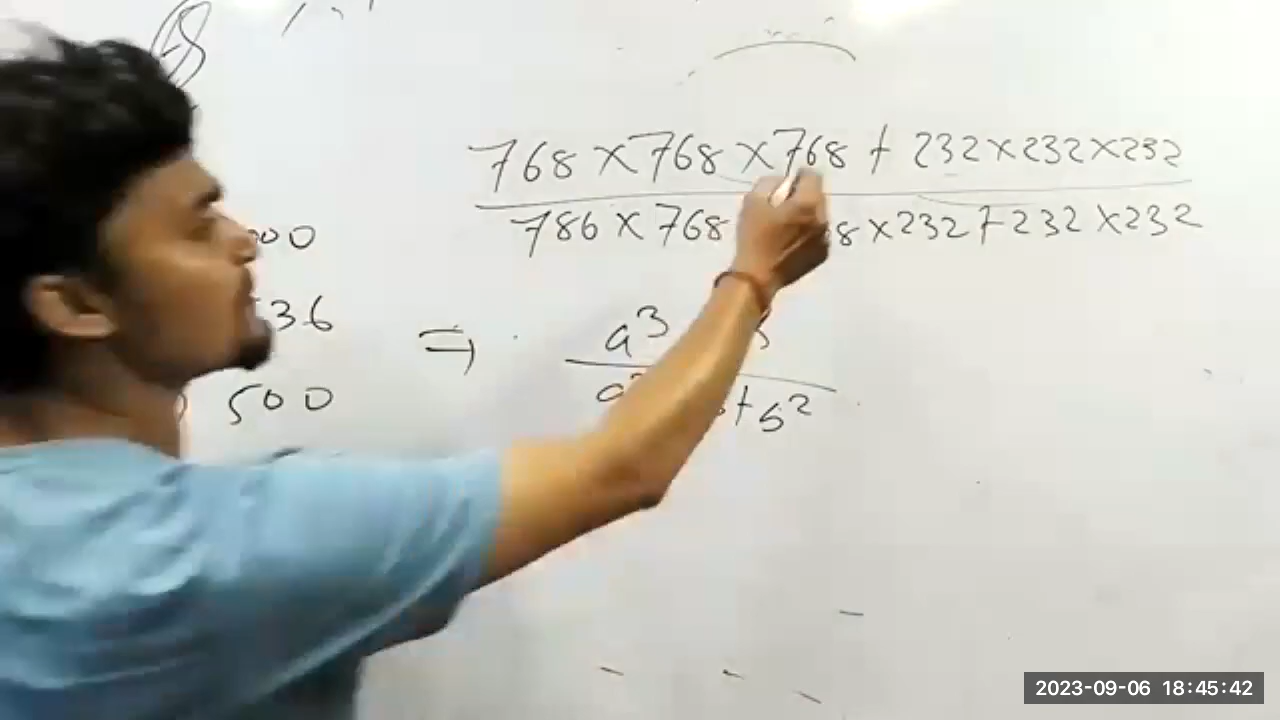 768 × 768 × 768 + 232 × 232 × 232
786 × 768 8 × 232 + 232 × 232
00
36
500
⇒ a³
+ b²
2023-09-06 18:45:42